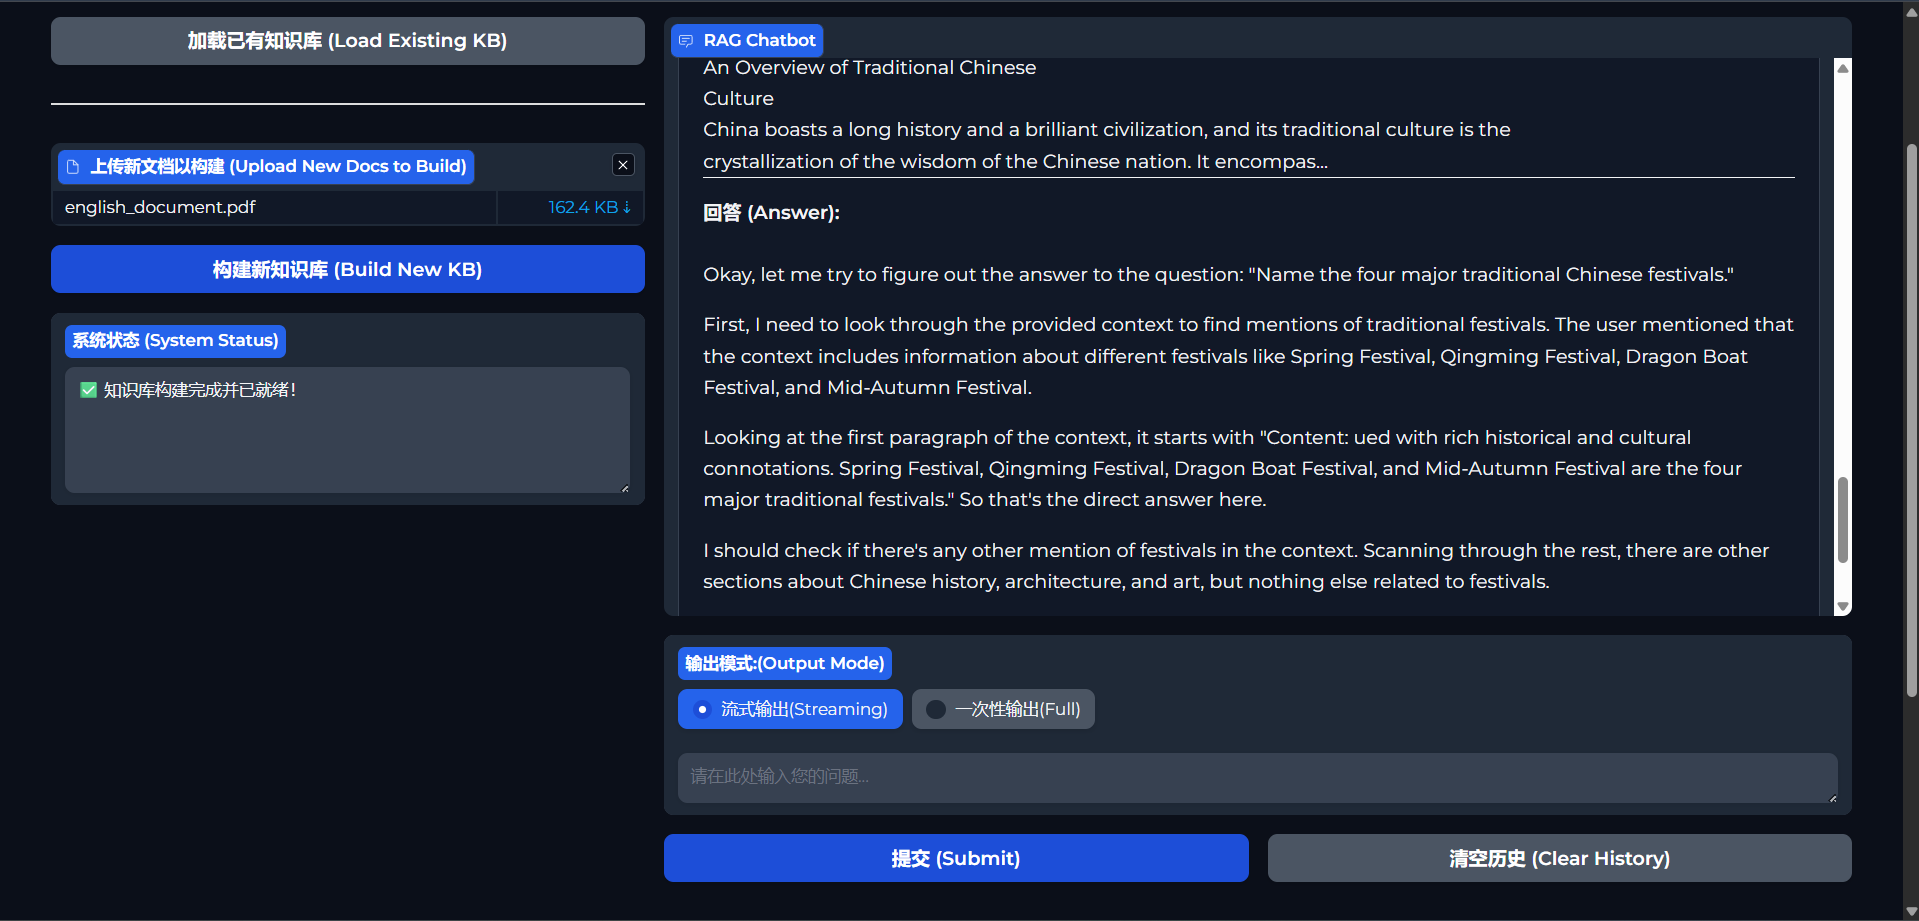 加载已有知识库 (Load Existing KB)
上传新文档以构建 (Upload New Docs to Build)
english_document.pdf
162.4 KB ↓
构建新知识库 (Build New KB)
系统状态 (System Status)
✅ 知识库构建完成并已就绪!
RAG Chatbot
An Overview of Traditional Chinese
Culture
China boasts a long history and a brilliant civilization, and its traditional culture is the
crystallization of the wisdom of the Chinese nation. It encompas...
回答 (Answer):
Okay, let me try to figure out the answer to the question: "Name the four major traditional Chinese festivals."
First, I need to look through the provided context to find mentions of traditional festivals. The user mentioned that
the context includes information about different festivals like Spring Festival, Qingming Festival, Dragon Boat
Festival, and Mid-Autumn Festival.
Looking at the first paragraph of the context, it starts with "Content: ued with rich historical and cultural
connotations. Spring Festival, Qingming Festival, Dragon Boat Festival, and Mid-Autumn Festival are the four
major traditional festivals." So that's the direct answer here.
I should check if there's any other mention of festivals in the context. Scanning through the rest, there are other
sections about Chinese history, architecture, and art, but nothing else related to festivals.
输出模式:(Output Mode)
流式输出(Streaming)
一次性输出(Full)
请在此处输入您的问题...
提交 (Submit)
清空历史 (Clear History)